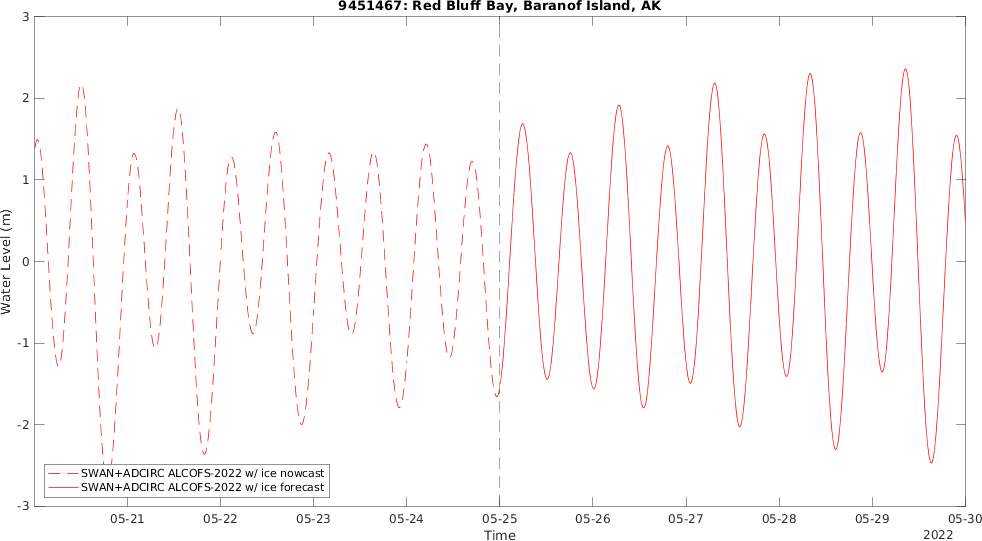 9451467: Red Bluff Bay, Baranof Island, AK
3
2
1
0
-1
-2
-3
Water Level (m)
SWAN+ADCIRC ALCOFS-2022 w/ ice nowcast
SWAN+ADCIRC ALCOFS-2022 w/ ice forecast
05-21 05-22 05-23 05-24 05-25 05-26 05-27 05-28 05-29 05-30
Time
2022